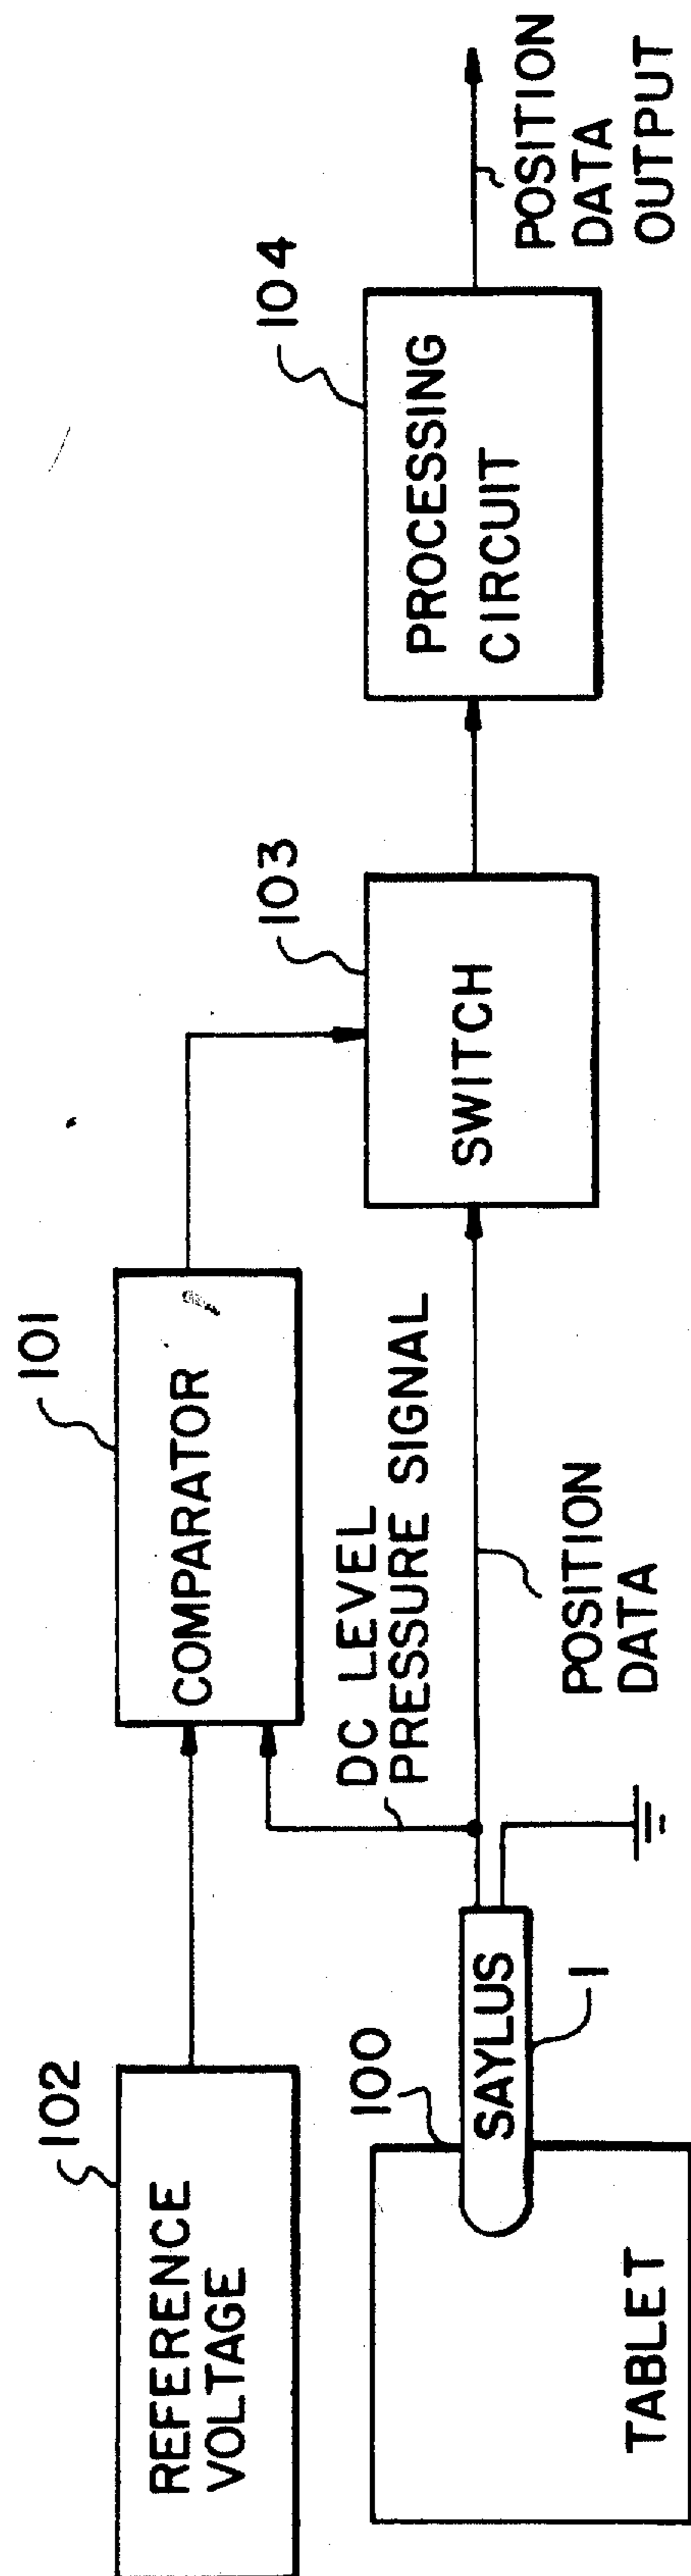 102
REFERENCE
VOLTAGE
101
COMPARATOR
DC LEVEL
PRESSURE SIGNAL
100
TABLET
SAYLUS
1
POSITION
DATA
103
SWITCH
104
PROCESSING
CIRCUIT
POSITION
DATA
OUTPUT